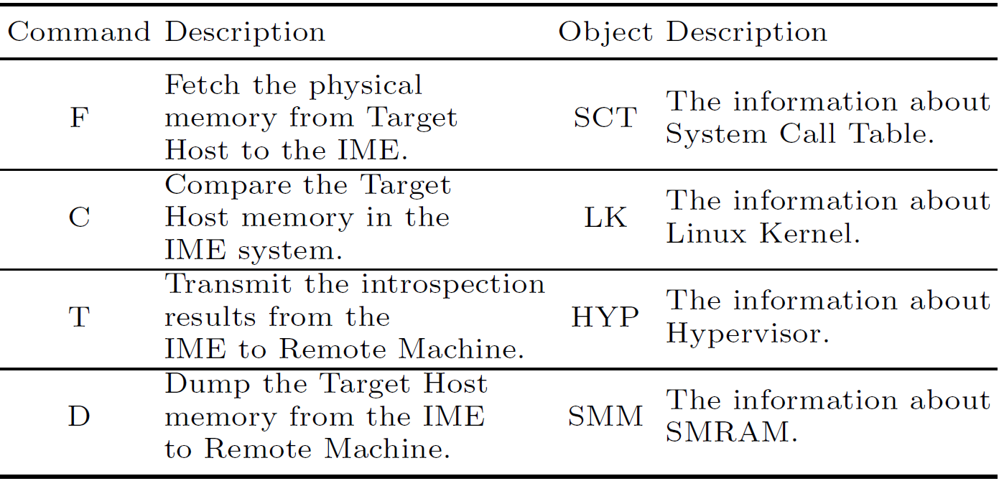 Command Description Object Description
F
Fetch the physical
memory from Target
Host to the IME.
SCT
The information about
System Call Table.
C
Compare the Target
Host memory in the
IME system.
LK
The information about
Linux Kernel.
T
Transmit the introspection
results from the
IME to Remote Machine.
HYP
The information about
Hypervisor.
D
Dump the Target Host
memory from the IME
to Remote Machine.
SMM
The information about
SMRAM.